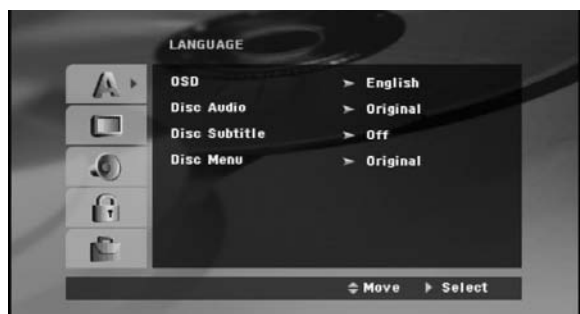 LANGUAGE
OSD English
Disc Audio Original
Disc Subtitle Off
Disc Menu Original
Move Select